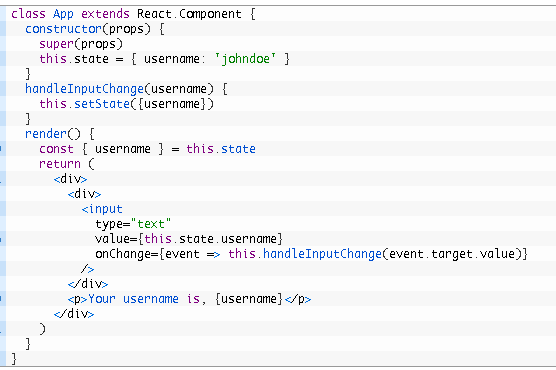 class App extends React.Component {
  constructor(props) {
    super(props)
    this.state = { username: 'johndoe' }
  }
  handleInputChange(username) {
    this.setState({username})
  }
  render() {
    const { username } = this.state
    return (
      <div>
        <div>
          <input
            type="text"
            value={this.state.username}
            onChange={event => this.handleInputChange(event.target.value)}
          />
        </div>
        <p>Your username is, {username}</p>
      </div>
    )
  }
}